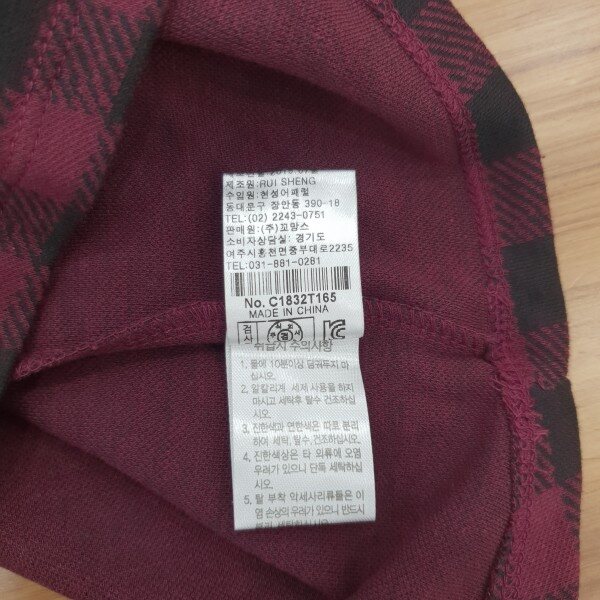 제조원:RUI SHENG
수입원:현성어패럴
동대문구 장안동 390-18
TEL:(02) 2243-0751
판매원:(주)꼬망스
소비자상담실: 경기도
여주시흥천면중부대로2235
TEL:031-881-0281
No. C1832T165
MADE IN CHINA
검사
취급시 주의사항
1. 물에 10분이상 담궈두지 마
십시오.
2. 알칼리계 세제 사용을 하지
마시고 세탁후 탈수 건조하십
시오.
3. 진한색과 연한색은 따로 분리
하여 세탁, 탈수, 건조하십시오.
4. 진한색상은 타 의류에 오염
우려가 있으니 단독 세탁하십
시오.
5. 탈 부착 악세사리류들은 이
염 손상의 우려가 있으니 반드시